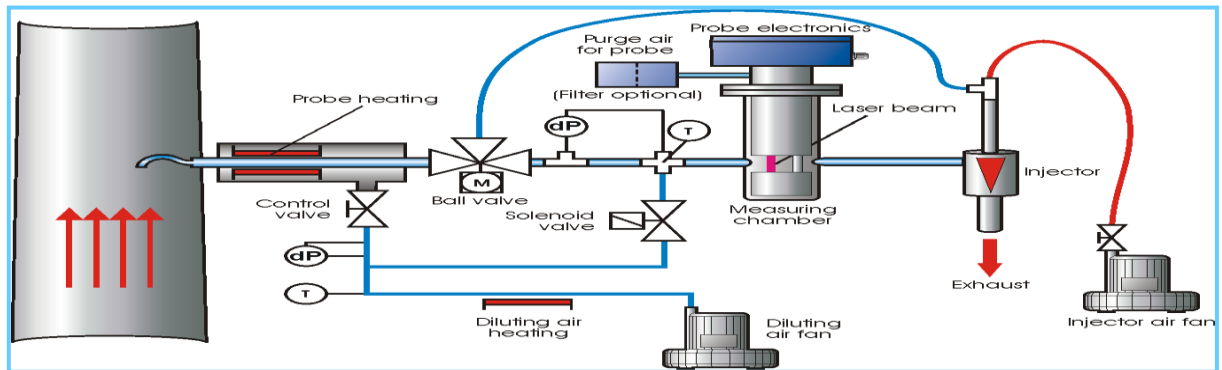 Purge air
for probe
Probe electronics
(Filter optional)
Laser beam
Probe heating
dP
T
M
Ball valve
Control
valve
Solenoid
valve
Measuring
chamber
Injector
dP
T
Exhaust
Diluting air
heating
Diluting
air fan
Injector air fan